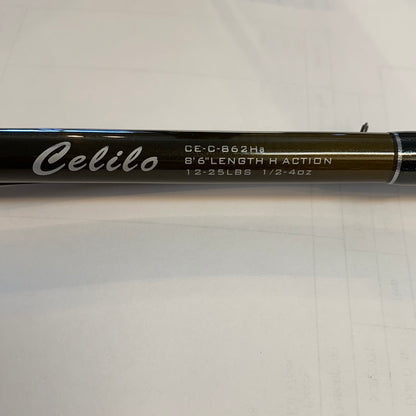 Celilo
CE-C-862Ha
8'6"LENGTH H ACTION
12-25LBS 1/2-4oz